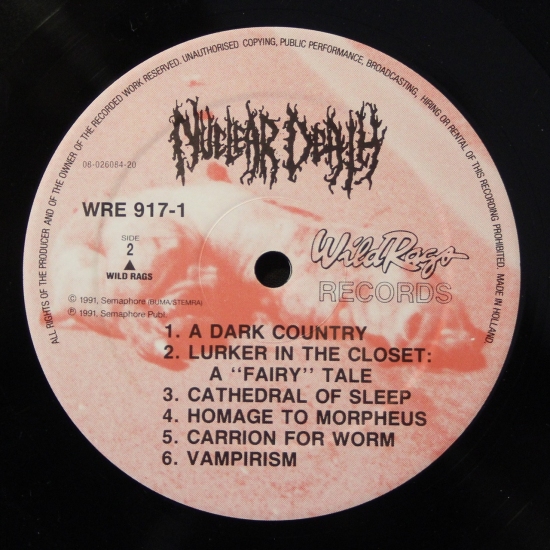 ALL RIGHTS OF THE PRODUCER AND OF THE OWNER OF THE RECORDED WORK RESERVED. UNAUTHORISED COPYING, PUBLIC PERFORMANCE, BROADCASTING, HIRING OR RENTAL OF THIS RECORDING PROHIBITED. MADE IN HOLLAND
NUCLEAR DEATH
08-026084-20
WRE 917-1
SIDE
2
WILD RAGS
Wild Rags
RECORDS
© 1991, Semaphore (BUMA/STEMRA)
℗ 1991, Semaphore Publ.
1. A DARK COUNTRY
2. LURKER IN THE CLOSET:
A "FAIRY" TALE
3. CATHEDRAL OF SLEEP
4. HOMAGE TO MORPHEUS
5. CARRION FOR WORM
6. VAMPIRISM